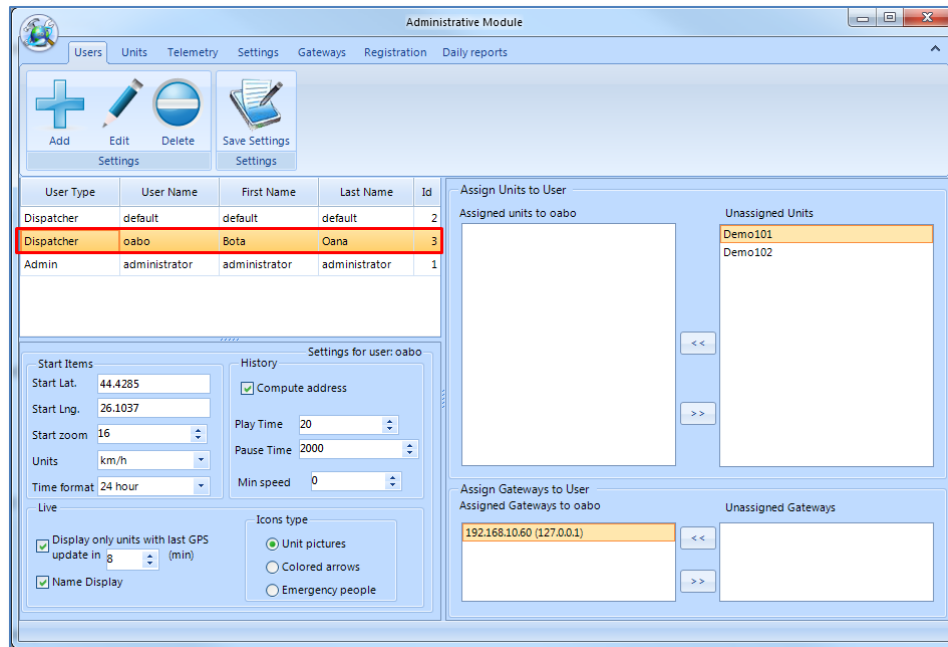 Administrative Module
Users Units Telemetry Settings Gateways Registration Daily reports
Add Edit Delete Save Settings
Settings Settings
User Type User Name First Name Last Name Id
Dispatcher default default default 2
Dispatcher oabo Bota Oana 3
Admin administrator administrator administrator 1
Settings for user: oabo
Start Items
Start Lat. 44.4285
Start Lng. 26.1037
Start zoom 16
Units km/h
Time format 24 hour
History
Compute address
Play Time 20
Pause Time 2000
Min speed 0
Live
Display only units with last GPS
update in 8 (min)
Name Display
Icons type
Unit pictures
Colored arrows
Emergency people
Assign Units to User
Assigned units to oabo
Unassigned Units
Demo101
Demo102
<<
>>
Assign Gateways to User
Assigned Gateways to oabo
192.168.10.60 (127.0.0.1)
Unassigned Gateways
<<
>>